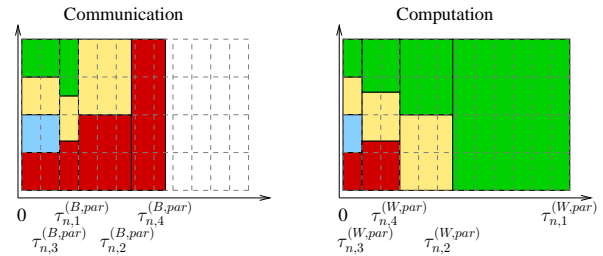 Communication
Computation
0 τ_{n,1}^{(B,par)} τ_{n,4}^{(B,par)}
τ_{n,3}^{(B,par)} τ_{n,2}^{(B,par)}
0 τ_{n,4}^{(W,par)} τ_{n,1}^{(W,par)}
τ_{n,3}^{(W,par)} τ_{n,2}^{(W,par)}